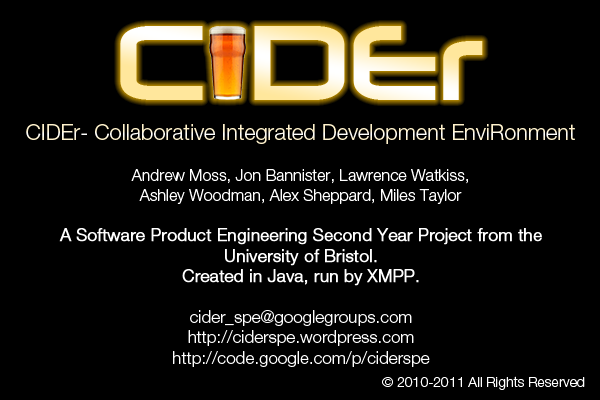 CIDEr
CIDEr- Collaborative Integrated Development EnviRonment
Andrew Moss, Jon Bannister, Lawrence Watkiss,
Ashley Woodman, Alex Sheppard, Miles Taylor
A Software Product Engineering Second Year Project from the
University of Bristol.
Created in Java, run by XMPP.
cider_spe@googlegroups.com
http://ciderspe.wordpress.com
http://code.google.com/p/ciderspe
© 2010-2011 All Rights Reserved